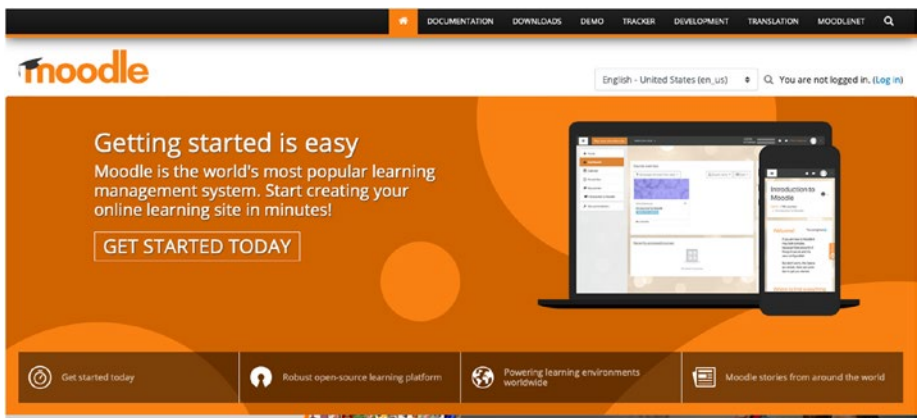 DOCUMENTATION DOWNLOADS DEMO TRACKER DEVELOPMENT TRANSLATION MOODLENET
moodle
English - United States (en_us) You are not logged in. (Log in)
Getting started is easy
Moodle is the world's most popular learning
management system. Start creating your
online learning site in minutes!
GET STARTED TODAY
Introduction to
Moodle
Get started today
Robust open-source learning platform
Powering learning environments
worldwide
Moodle stories from around the world